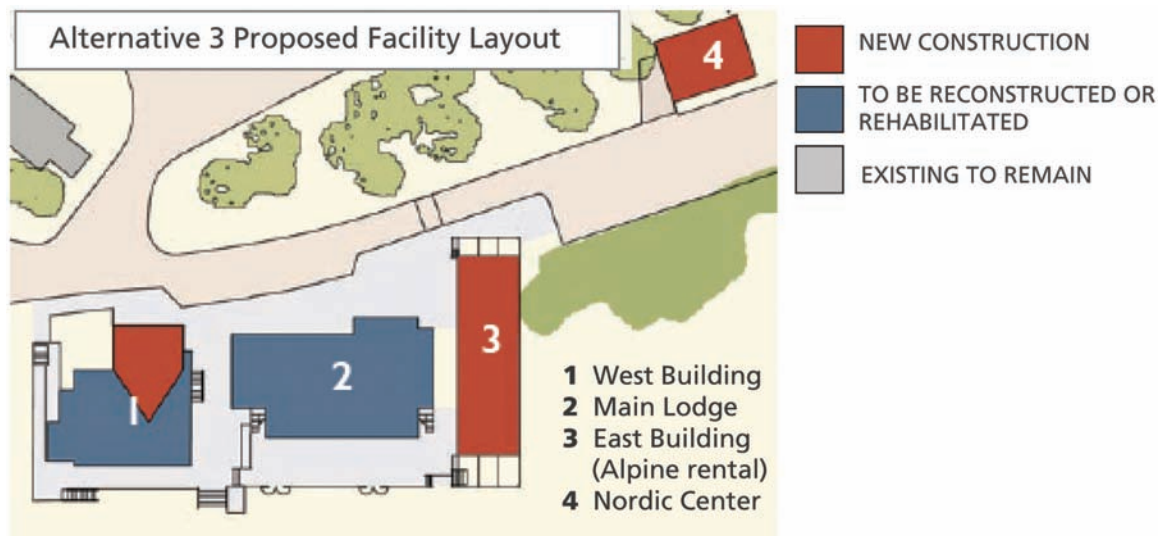 Alternative 3 Proposed Facility Layout
4
NEW CONSTRUCTION
TO BE RECONSTRUCTED OR
REHABILITATED
EXISTING TO REMAIN
3
2
1
1 West Building
2 Main Lodge
3 East Building
(Alpine rental)
4 Nordic Center